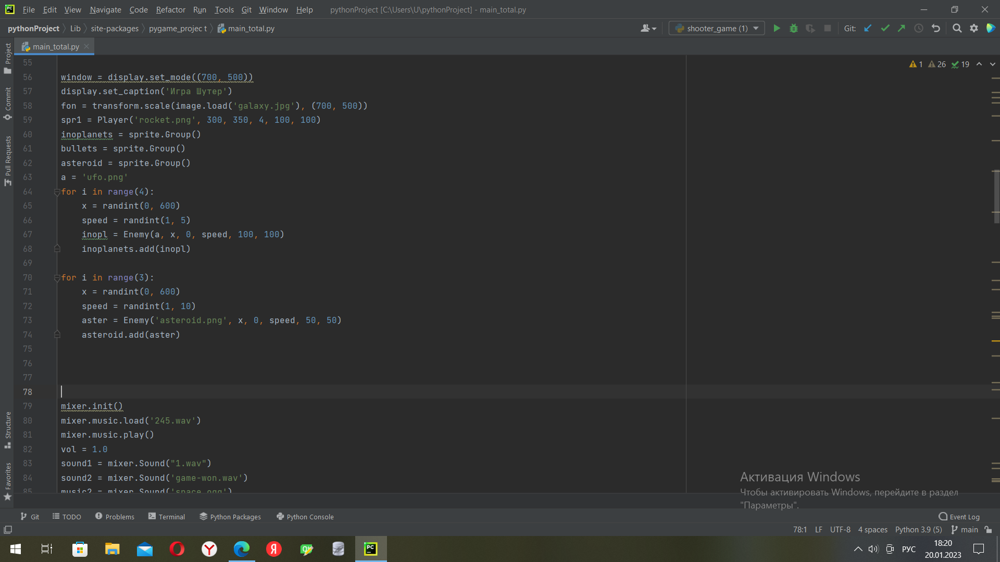 File Edit View Navigate Code Refactor Run Tools Git Window Help pythonProject [C:\Users\U\pythonProject] - main_total.py
pythonProject Lib site-packages pygame_projec t main_total.py shooter_game (1) Git:
main_total.py
1 26 19
Project
Commit
Pull Requests
Structure
Favorites
55
56 window = display.set_mode((700, 500))
57 display.set_caption('Игра Шутер')
58 fon = transform.scale(image.load('galaxy.jpg'), (700, 500))
59 spr1 = Player('rocket.png', 300, 350, 4, 100, 100)
60 inoplanets = sprite.Group()
61 bullets = sprite.Group()
62 asteroid = sprite.Group()
63 a = 'ufo.png'
64 for i in range(4):
65 x = randint(0, 600)
66 speed = randint(1, 5)
67 inopl = Enemy(a, x, 0, speed, 100, 100)
68 inoplanets.add(inopl)
69
70 for i in range(3):
71 x = randint(0, 600)
72 speed = randint(1, 10)
73 aster = Enemy('asteroid.png', x, 0, speed, 50, 50)
74 asteroid.add(aster)
75
76
77
78
79 mixer.init()
80 mixer.music.load('245.wav')
81 mixer.music.play()
82 vol = 1.0
83 sound1 = mixer.Sound("1.wav")
84 sound2 = mixer.Sound('game-won.wav')
85 music2 = mixer.Sound('space.ogg')
Активация Windows
Чтобы активировать Windows, перейдите в раздел
"Параметры".
Git TODO Problems Terminal Python Packages Python Console Event Log
78:1 LF UTF-8 4 spaces Python 3.9 (5) main
РУС 18:20
20.01.2023